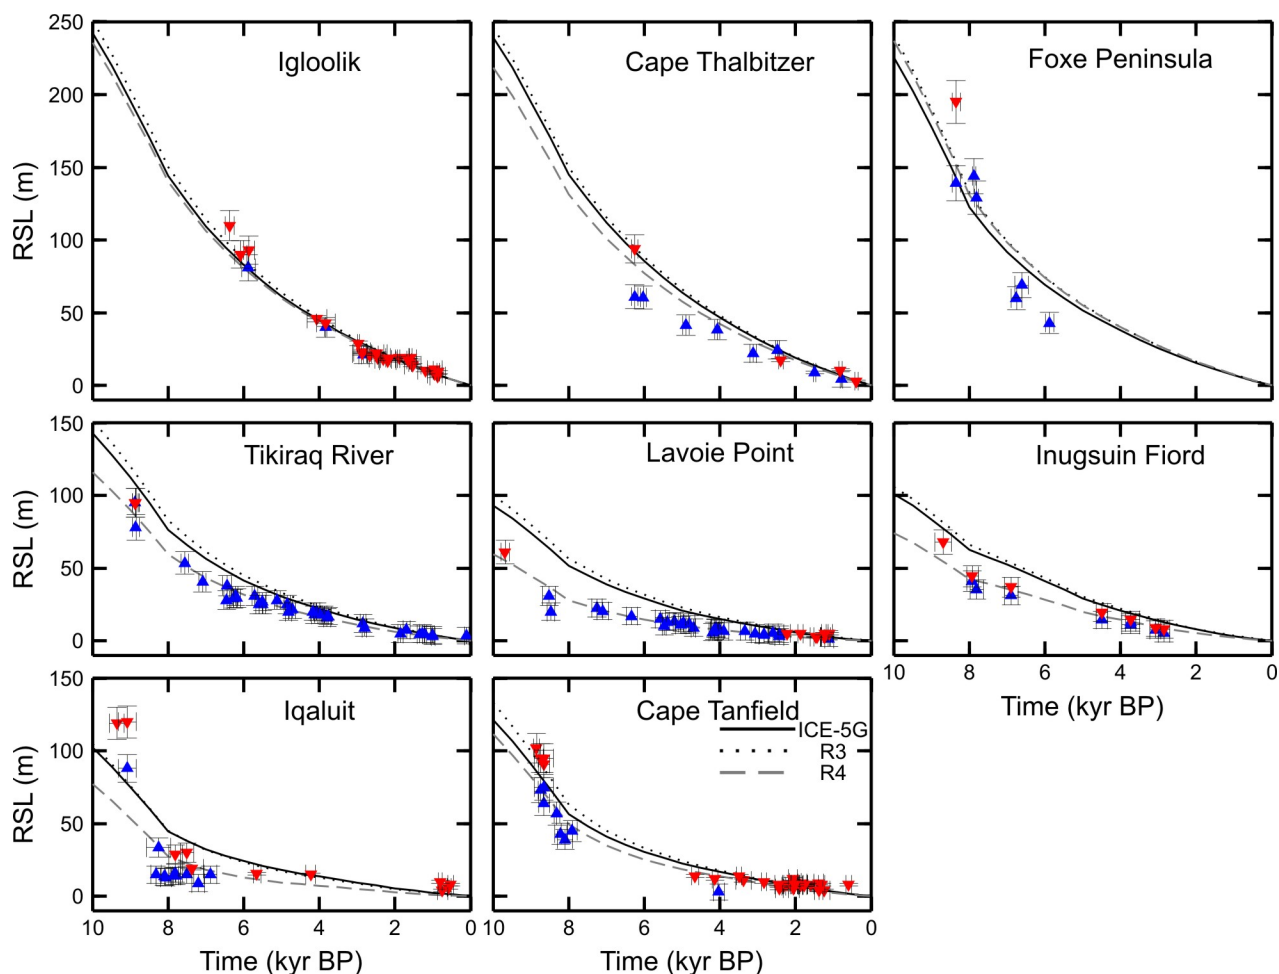 250
200
150
100
50
0
RSL (m)
Igloolik
Cape Thalbitzer
Foxe Peninsula
150
100
50
0
RSL (m)
Tikiraq River
Lavoie Point
Inugsuin Fiord
10 8 6 4 2 0
Time (kyr BP)
150
100
50
0
RSL (m)
Iqaluit
Cape Tanfield
ICE-5G
R3
R4
10 8 6 4 2 0
10 8 6 4 2 0
Time (kyr BP)
Time (kyr BP)